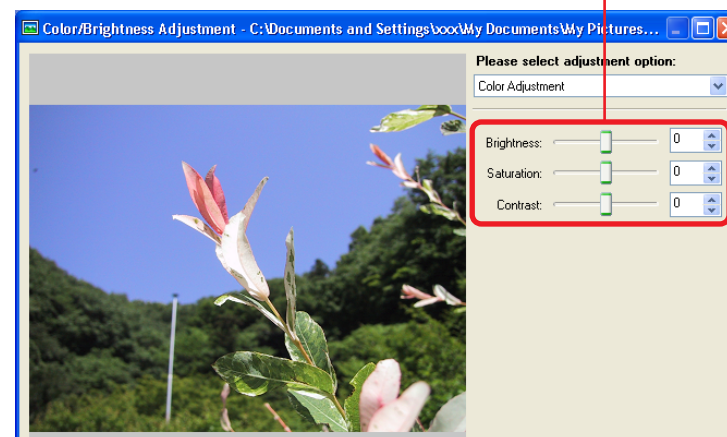 Color/Brightness Adjustment - C:\Documents and Settings\xxx\My Documents\My Pictures...
Please select adjustment option:
Color Adjustment
Brightness: 0
Saturation: 0
Contrast: 0